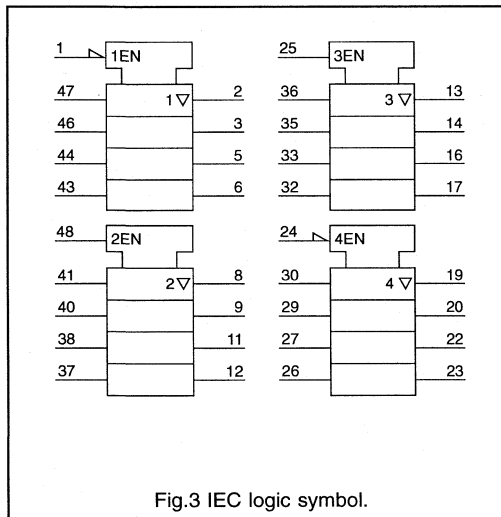 1 1EN
47 1 ▽ 2
46 3
44 5
43 6
48 2EN
41 2 ▽ 8
40 9
38 11
37 12
25 3EN
36 3 ▽ 13
35 14
33 16
32 17
24 4EN
30 4 ▽ 19
29 20
27 22
26 23
Fig.3 IEC logic symbol.